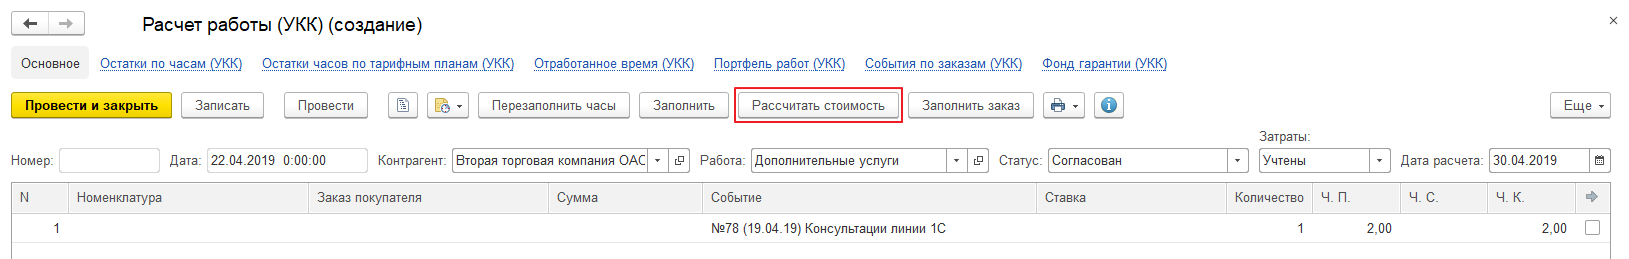 Расчет работы (УКК) (создание)
Основное Остатки по часам (УКК) Остатки часов по тарифным планам (УКК) Отработанное время (УКК) Портфель работ (УКК) События по заказам (УКК) Фонд гарантии (УКК)
Провести и закрыть Записать Провести Перезаполнить часы Заполнить Рассчитать стоимость Заполнить заказ Еще
Затраты:
Номер: Дата: 22.04.2019 0:00:00 Контрагент: Вторая торговая компания ОАО Работа: Дополнительные услуги Статус: Согласован Учтены Дата расчета: 30.04.2019
N Номенклатура Заказ покупателя Сумма Событие Ставка Количество Ч. П. Ч. С. Ч. К.
1 №78 (19.04.19) Консультации линии 1С 1 2,00 2,00